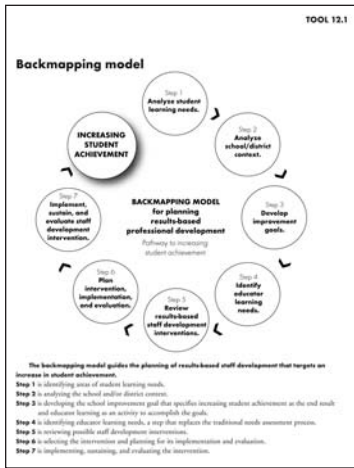 TOOL 12.1
Backmapping model
Step 1
Analyze student
learning needs.
Step 2
Analyze
school/district
context.
Step 3
Develop
improvement
goals.
Step 4
Identify
educator
learning
needs.
Step 5
Review
results-based
staff development
interventions.
Step 6
Plan
intervention,
implementation,
and evaluation.
Step 7
Implement,
sustain, and
evaluate staff
development
intervention.
INCREASING
STUDENT
ACHIEVEMENT
BACKMAPPING MODEL
for planning
results-based
professional development
Pathway to increasing
student achievement
The backmapping model guides the planning of results-based staff development that targets an
increase in student achievement.
Step 1 is identifying areas of student learning needs.
Step 2 is analyzing the school and/or district context.
Step 3 is developing the school improvement goal that specifies increasing student achievement as the end result
and educator learning as an activity to accomplish the goals.
Step 4 is identifying educator learning needs, a step that replaces the traditional needs assessment process.
Step 5 is reviewing possible staff development interventions.
Step 6 is selecting the intervention and planning for its implementation and evaluation.
Step 7 is implementing, sustaining, and evaluating the intervention.